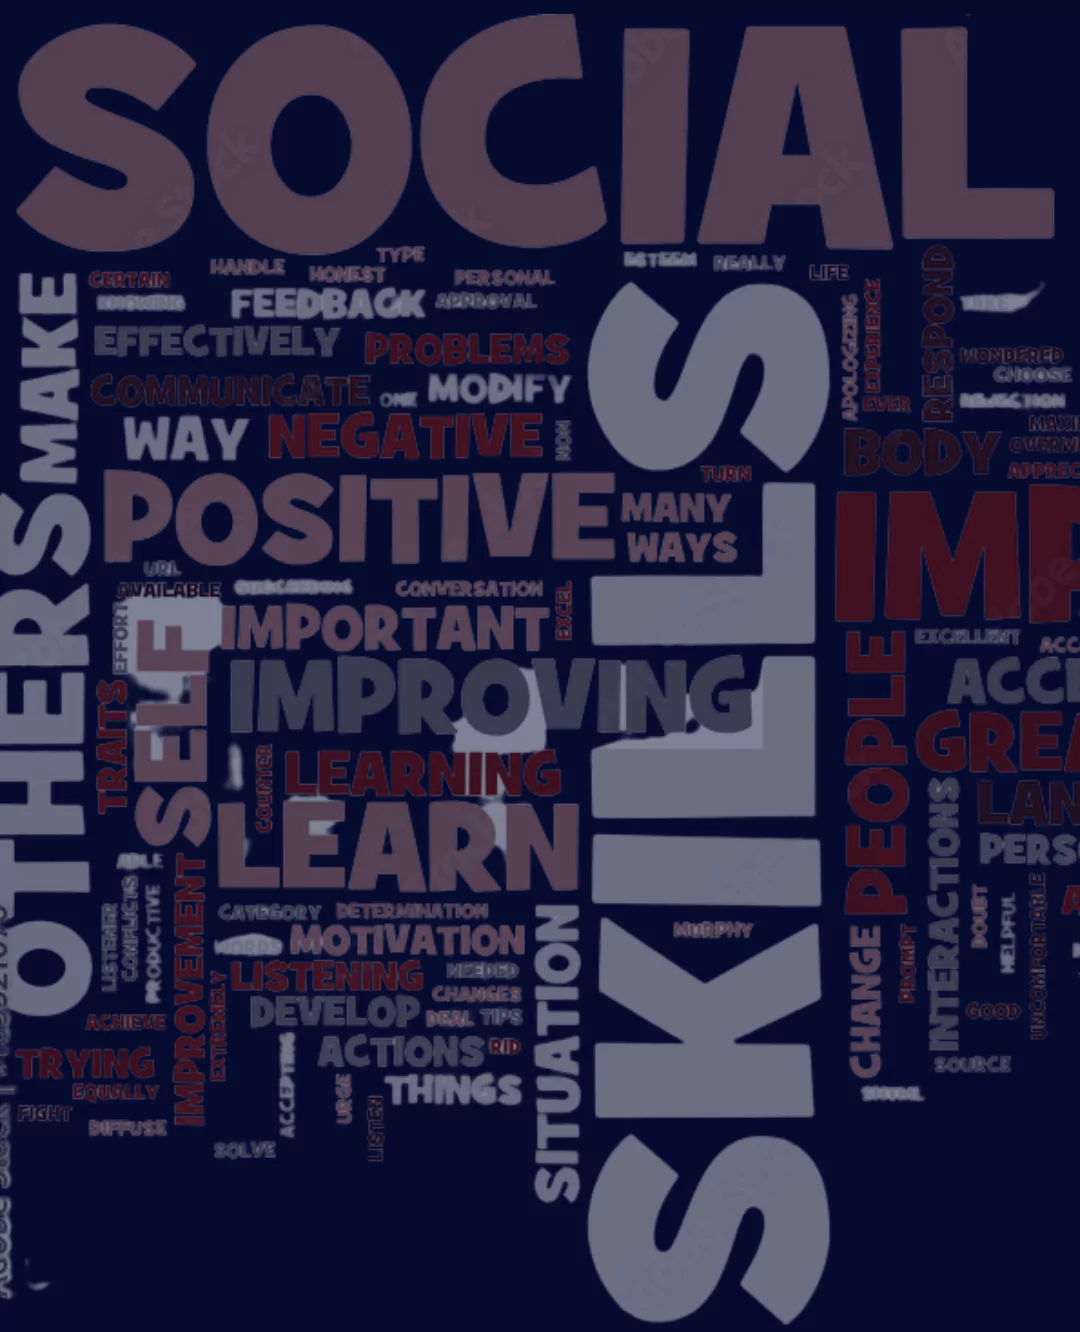 SOCIAL
SKILLS
MAKE
OTHERS
CERTAIN
HANDLE
HONEST
TYPE
PERSONAL
ESTEEM
REALLY
LIFE
KNOWING
FEEDBACK
APPROVAL
EFFECTIVELY
PROBLEMS
COMMUNICATE
ONE
MODIFY
WAY
NEGATIVE
NON
POSITIVE
TURN
MANY
WAYS
APOLOGIZING
EXPERIENCE
EVER
RESPOND
WONDERED
CHOOSE
REJECTION
BODY
IMP
URL
AVAILABLE
CONVERSATION
EXCEL
EFFORT
SELF
IMPORTANT
IMPROVING
TRAITS
COUNTER
LEARNING
LEARN
PEOPLE
EXCELLENT
ACC
GREA
LAN
PERS
INTERACTIONS
ABLE
LISTENER
CONFLICTS
PRODUCTIVE
IMPROVEMENT
EXTREMELY
CATEGORY
DETERMINATION
WORDS
MOTIVATION
LISTENING
NEEDED
CHANGES
DEVELOP
DEAL
TIPS
ACTIONS
RID
THINGS
SITUATION
MURPHY
CHANGE
PROMPT
DOUBT
HELPFUL
UNCOMFORTABLE
GOOD
SOURCE
ACHIEVE
TRYING
EQUALLY
FIGHT
DIFFUSE
SOLVE
ACCEPTING
URGE
LISTEN
Adobe Stock